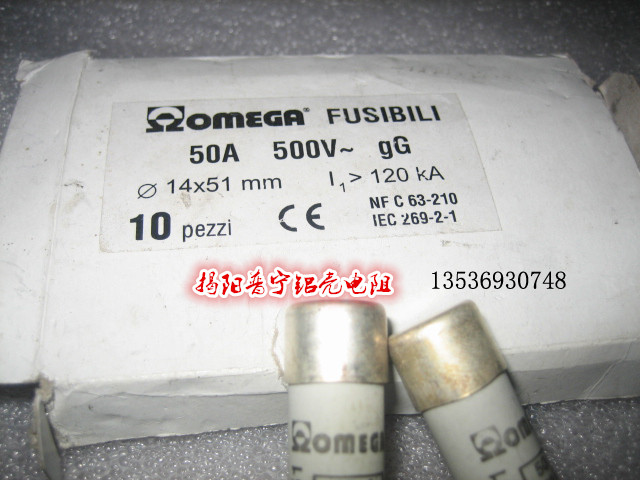 OMEGA® FUSIBILI
50A 500V~ gG
Ø 14x51 mm I1> 120 kA
10 pezzi CE NF C 63-210
IEC 269-2-1
揭阳普宁铝壳电阻 13536930748
OMEGA
OMEGA